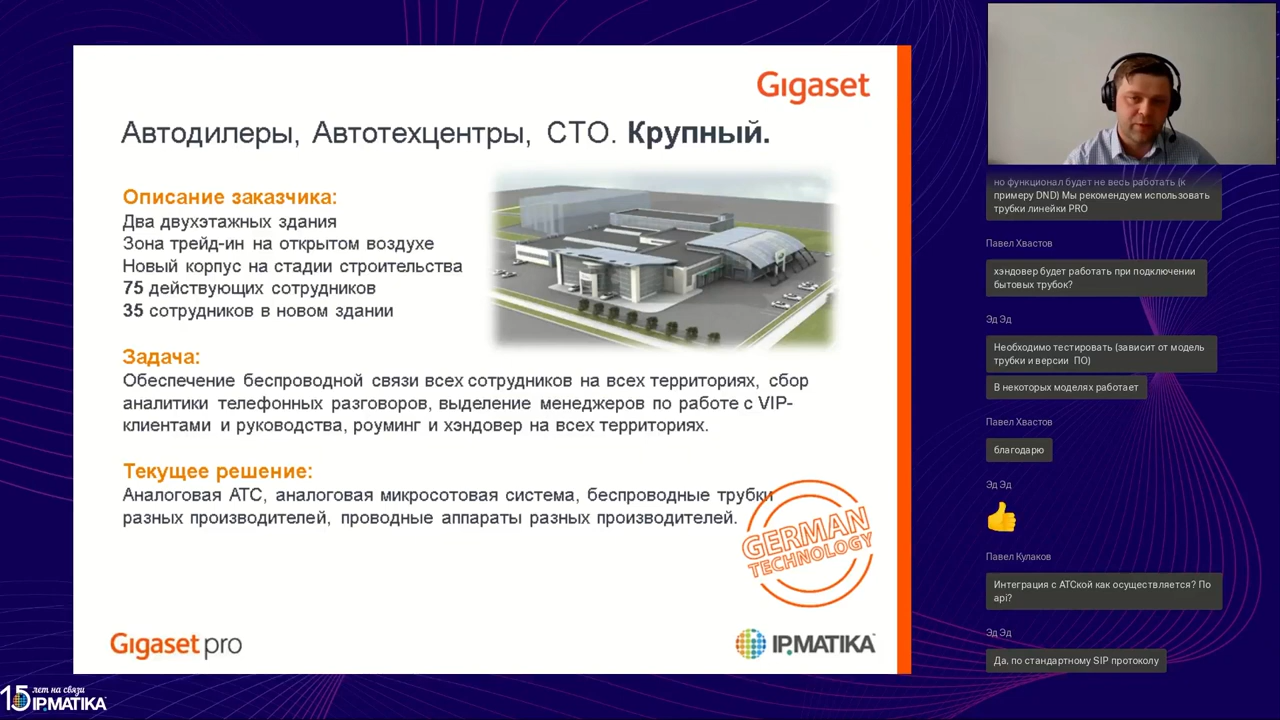 Gigaset
Автодилеры, Автотехцентры, СТО. Крупный.
Описание заказчика:
Два двухэтажных здания
Зона трейд-ин на открытом воздухе
Новый корпус на стадии строительства
75 действующих сотрудников
35 сотрудников в новом здании
Задача:
Обеспечение беспроводной связи всех сотрудников на всех территориях, сбор
аналитики телефонных разговоров, выделение менеджеров по работе с VIP-
клиентами и руководства, роуминг и хэндовер на всех территориях.
Текущее решение:
Аналоговая АТС, аналоговая микросотовая система, беспроводные трубки
разных производителей, проводные аппараты разных производителей.
GERMAN
TECHNOLOGY
Gigaset pro
IP.MATIKA
15 лет на связи
IP.MATIKA
но функционал будет не весь работать (к
примеру DND) Мы рекомендуем использовать
трубки линейки PRO
Павел Хвастов
хэндовер будет работать при подключении
бытовых трубок?
Эд Эд
Необходимо тестировать (зависит от модель
трубки и версии ПО)
В некоторых моделях работает
Павел Хвастов
благодарю
Эд Эд
Павел Кулаков
Интеграция с АТСкой как осуществляется? По
api?
Эд Эд
Да, по стандартному SIP протоколу